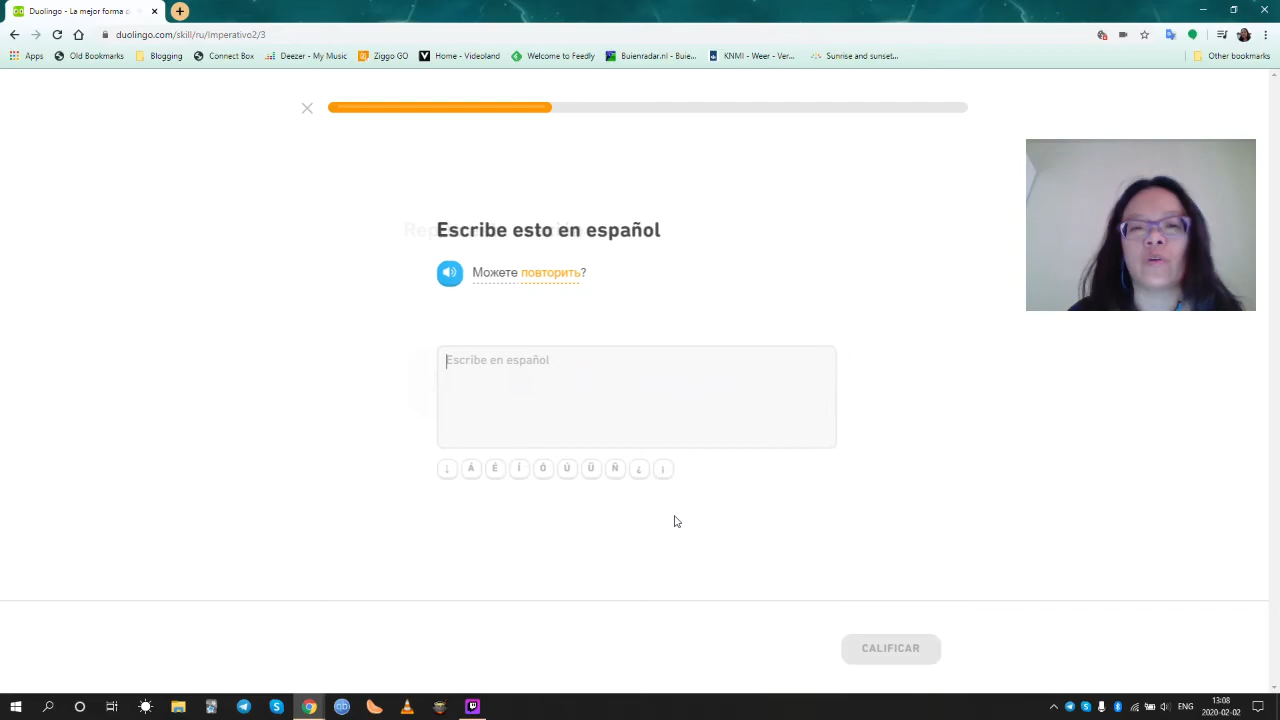 Duolingo - La mejor forma d
duolingo.com/skill/ru/Imperativo2/3
Apps Old Bookmarks Blogging Connect Box Deezer - My Music Ziggo GO Home - Videoland Welcome to Feedly Buienradar.nl - Buie... KNMI - Weer - Ver... Sunrise and sunset... Other bookmarks
Escribe esto en español
Можете повторить?
Escribe en español
↓ Á É Í Ó Ú Ü Ñ ¿ ¡
CALIFICAR
qb
ENG
13:08
2020-02-02